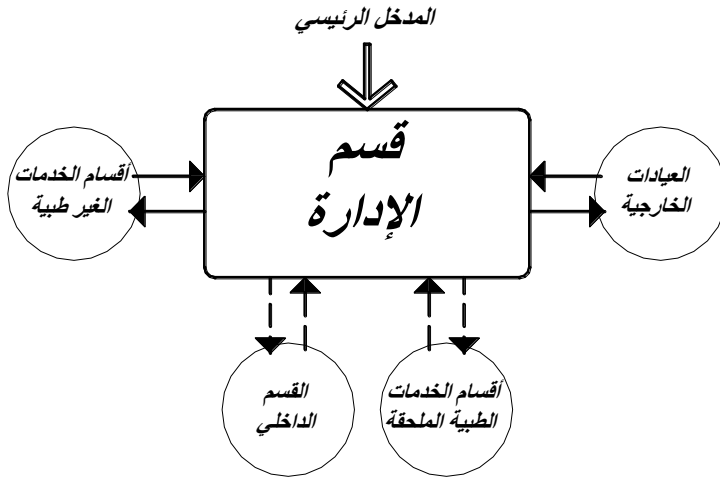 المدخل الرئيسي
قسم
الإدارة
العيادات
الخارجية
أقسام الخدمات
الغير طبية
أقسام الخدمات
الطبية الملحقة
القسم
الداخلي